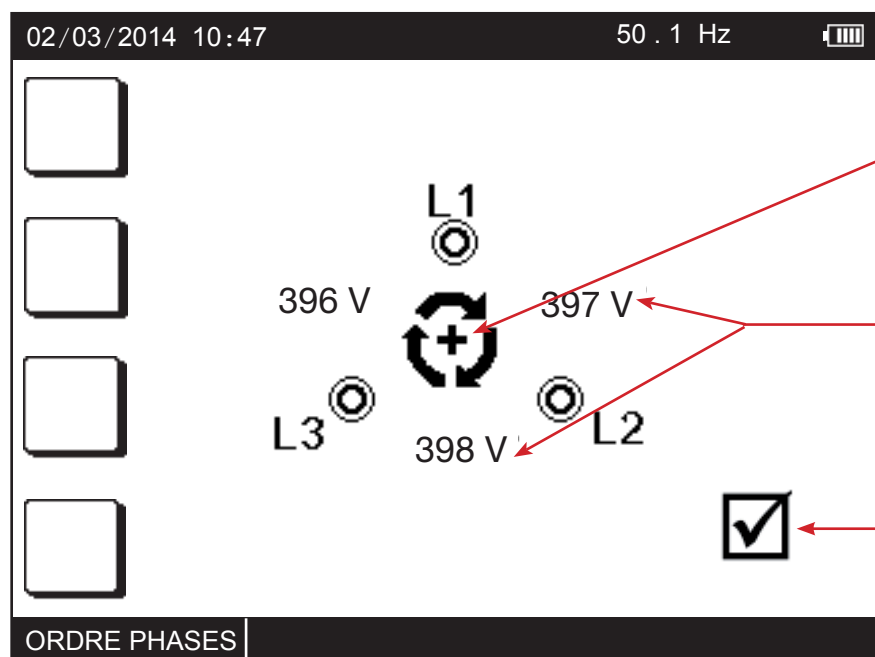 02/03/2014 10:47 50 . 1 Hz
L1
396 V 397 V
L3 L2
398 V
ORDRE PHASES